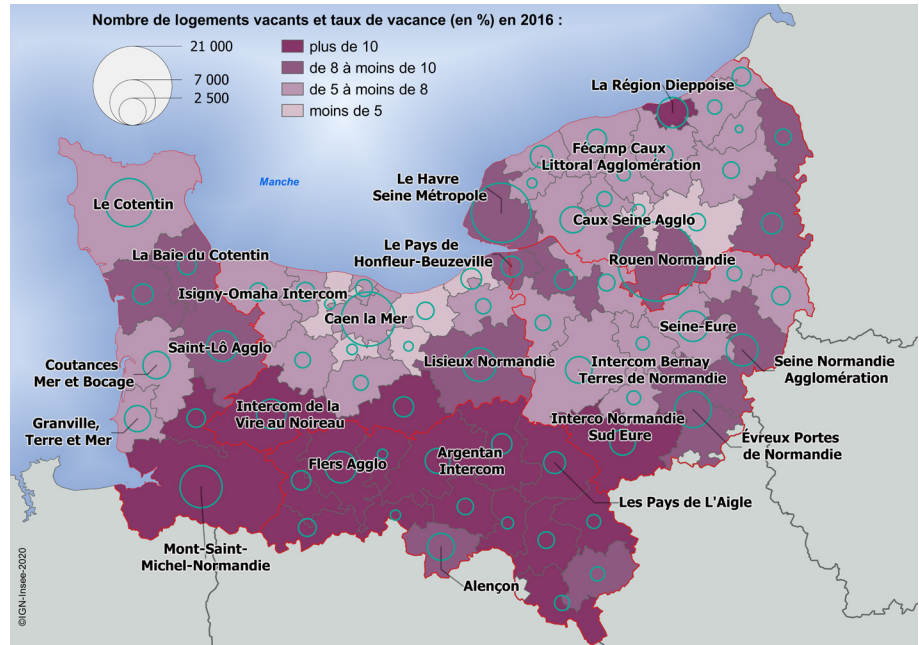 Nombre de logements vacants et taux de vacance (en %) en 2016 :
21 000
7 000
2 500
plus de 10
de 8 à moins de 10
de 5 à moins de 8
moins de 5
La Région Dieppoise
Manche
Fécamp Caux
Littoral Agglomération
Le Havre
Seine Métropole
Le Cotentin
Caux Seine Agglo
La Baie du Cotentin
Le Pays de
Honfleur-Beuzeville
Rouen Normandie
Isigny-Omaha Intercom
Caen la Mer
Seine-Eure
Saint-Lô Agglo
Coutances
Mer et Bocage
Lisieux Normandie
Intercom Bernay
Terres de Normandie
Seine Normandie
Agglomération
Granville,
Terre et Mer
Intercom de la
Vire au Noireau
Interco Normandie
Sud Eure
Évreux Portes
de Normandie
Flers Agglo
Argentan
Intercom
Les Pays de L'Aigle
Mont-Saint-
Michel-Normandie
Alençon
©IGN-Insee-2020